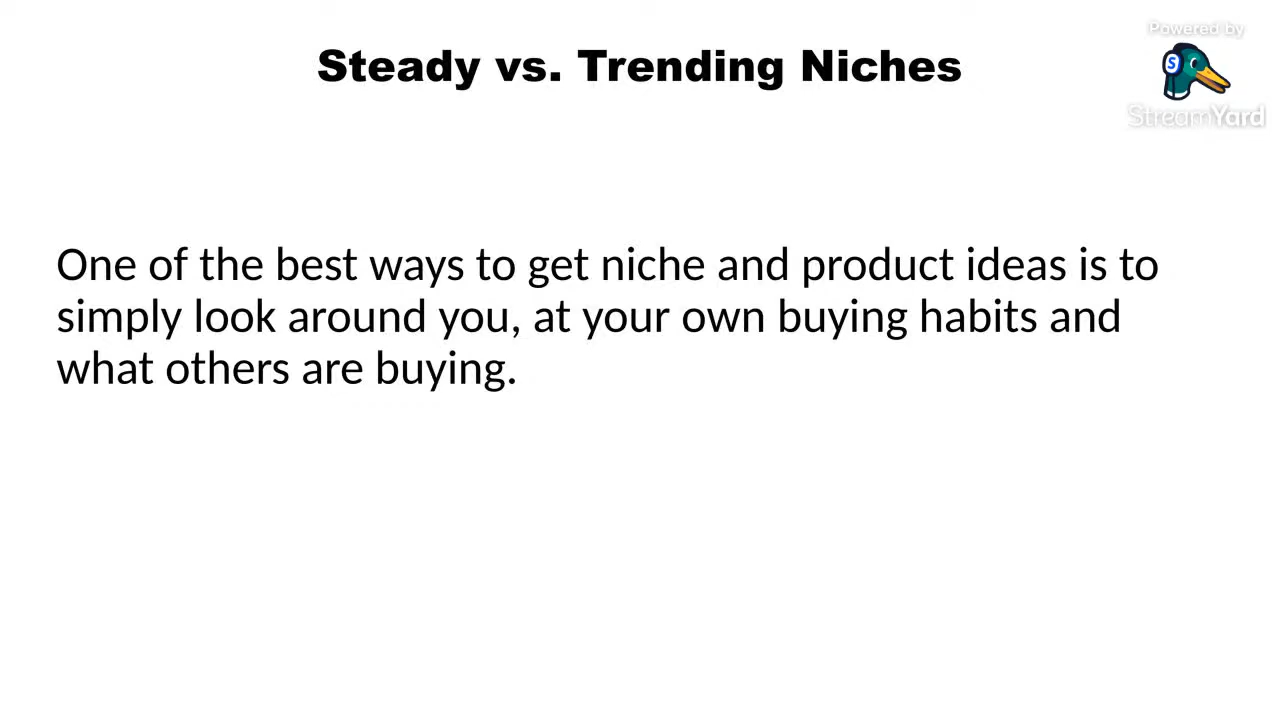 Powered by
Steady vs. Trending Niches
S
StreamYard
One of the best ways to get niche and product ideas is to
simply look around you, at your own buying habits and
what others are buying.